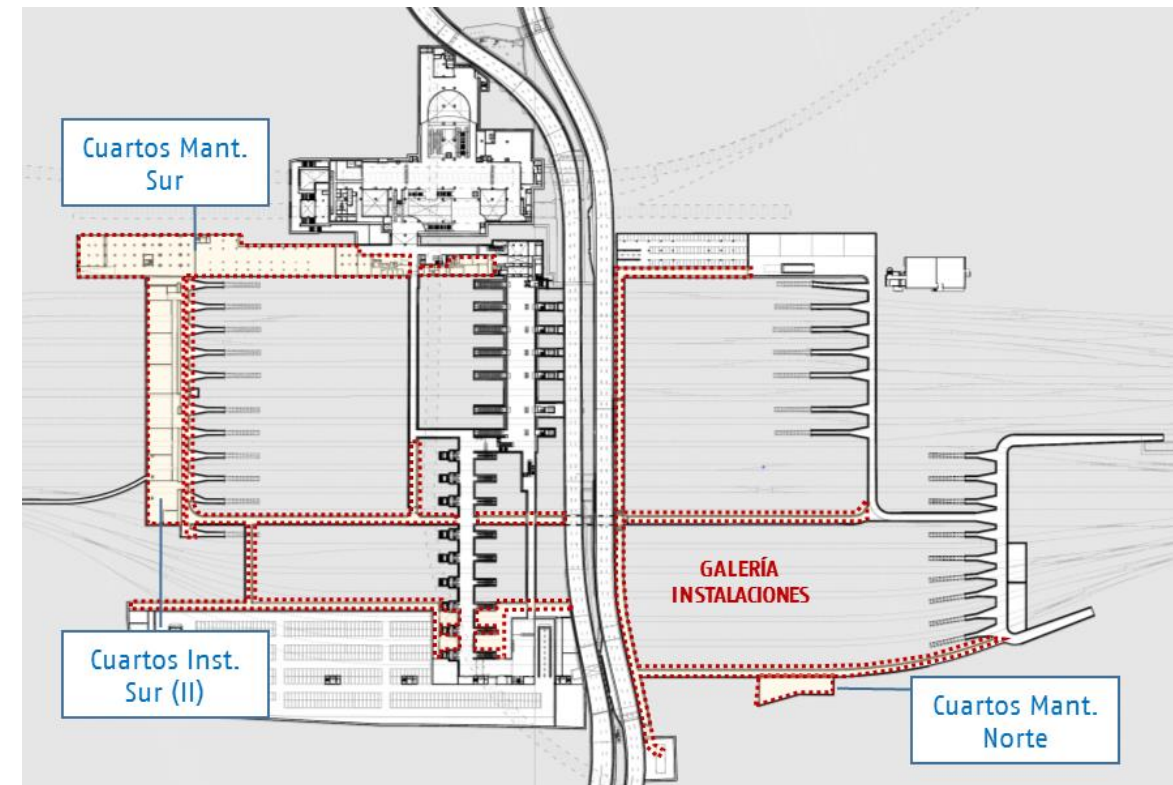 Cuartos Mant.
Sur
GALERÍA
INSTALACIONES
Cuartos Inst.
Sur (II)
Cuartos Mant.
Norte